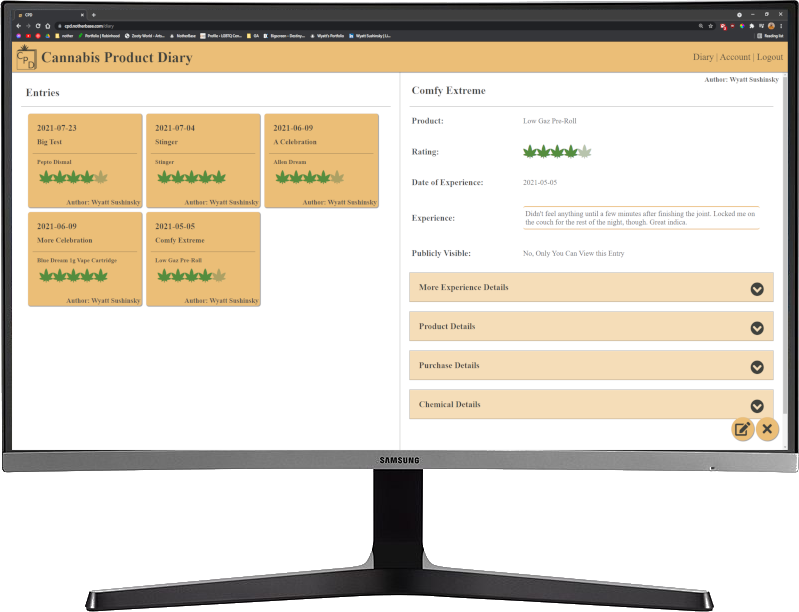 CPD
cpd.notherbase.com/diary
Reading list
CPD
Cannabis Product Diary
Diary | Account | Logout
Author: Wyatt Sushinsky
Entries
2021-07-23
Big Test
Pepto Dismal
Author: Wyatt Sushinsky
2021-07-04
Stinger
Stinger
Author: Wyatt Sushinsky
2021-06-09
A Celebration
Alien Dream
Author: Wyatt Sushinsky
2021-06-09
More Celebration
Blue Dream 1g Vape Cartridge
Author: Wyatt Sushinsky
2021-05-05
Comfy Extreme
Low Gaz Pre-Roll
Author: Wyatt Sushinsky
Comfy Extreme
Product: Low Gaz Pre-Roll
Rating:
Date of Experience: 2021-05-05
Experience: Didn't feel anything until a few minutes after finishing the joint. Locked me on
the couch for the rest of the night, though. Great indica.
Publicly Visible: No, Only You Can View this Entry
More Experience Details
Product Details
Purchase Details
Chemical Details
SAMSUNG